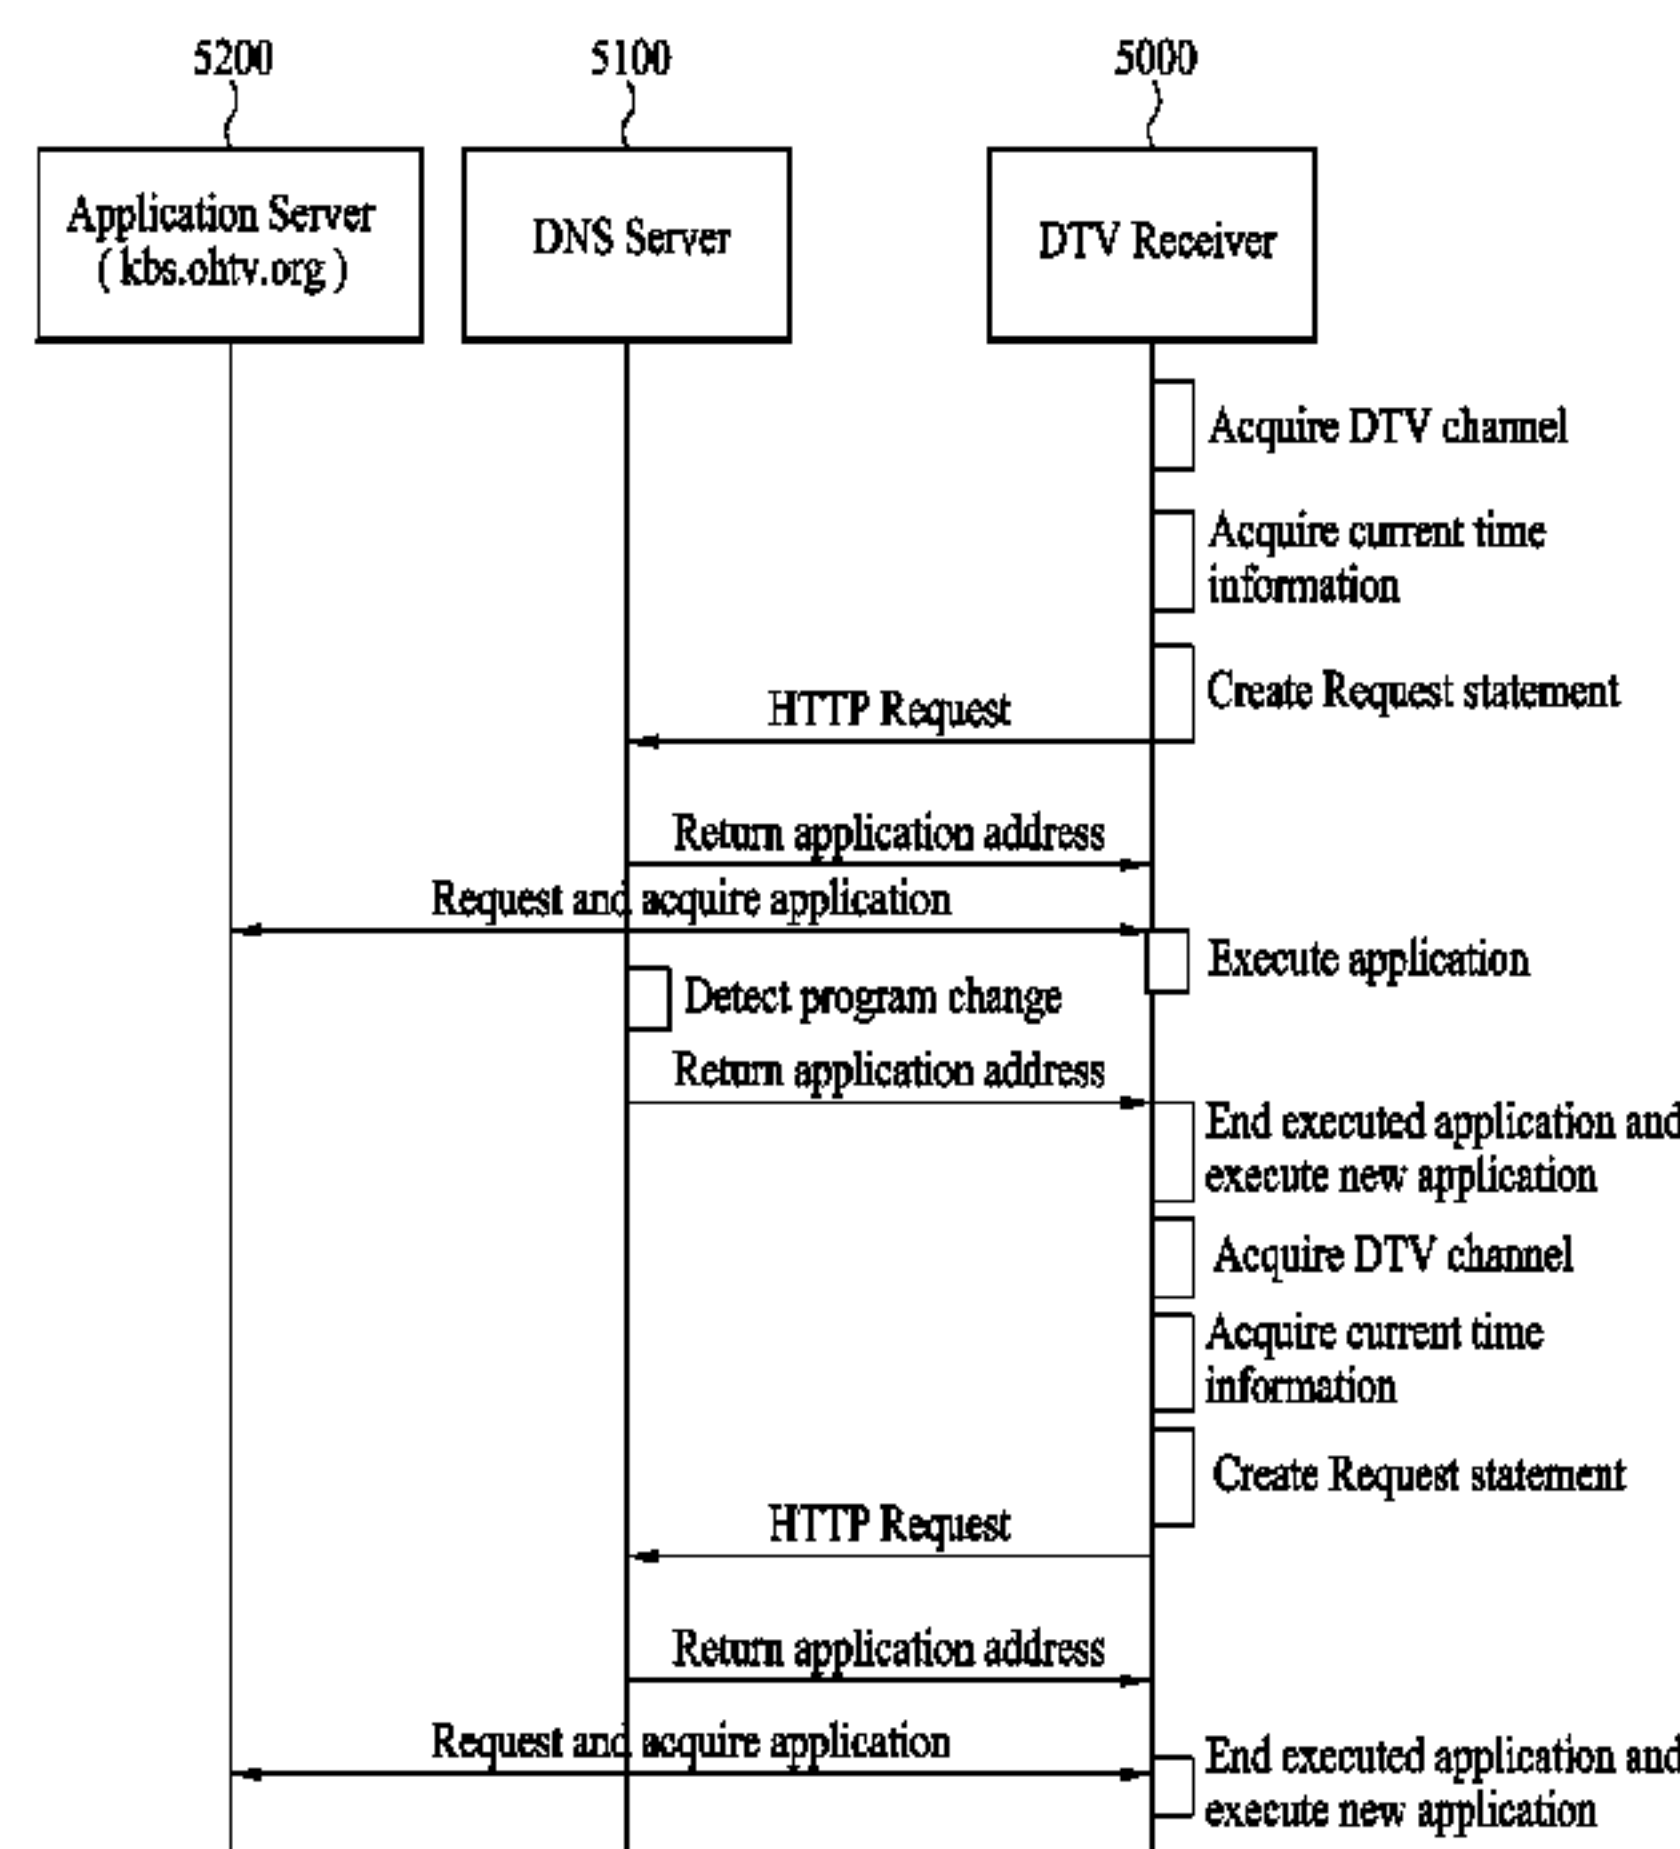 5200
5100
5000
Application Server
( kbs.ohtv.org )
DNS Server
DTV Receiver
Acquire DTV channel
Acquire current time
information
Create Request statement
HTTP Request
Return application address
Request and acquire application
Execute application
Detect program change
Return application address
End executed application and
execute new application
Acquire DTV channel
Acquire current time
information
Create Request statement
HTTP Request
Return application address
Request and acquire application
End executed application and
execute new application